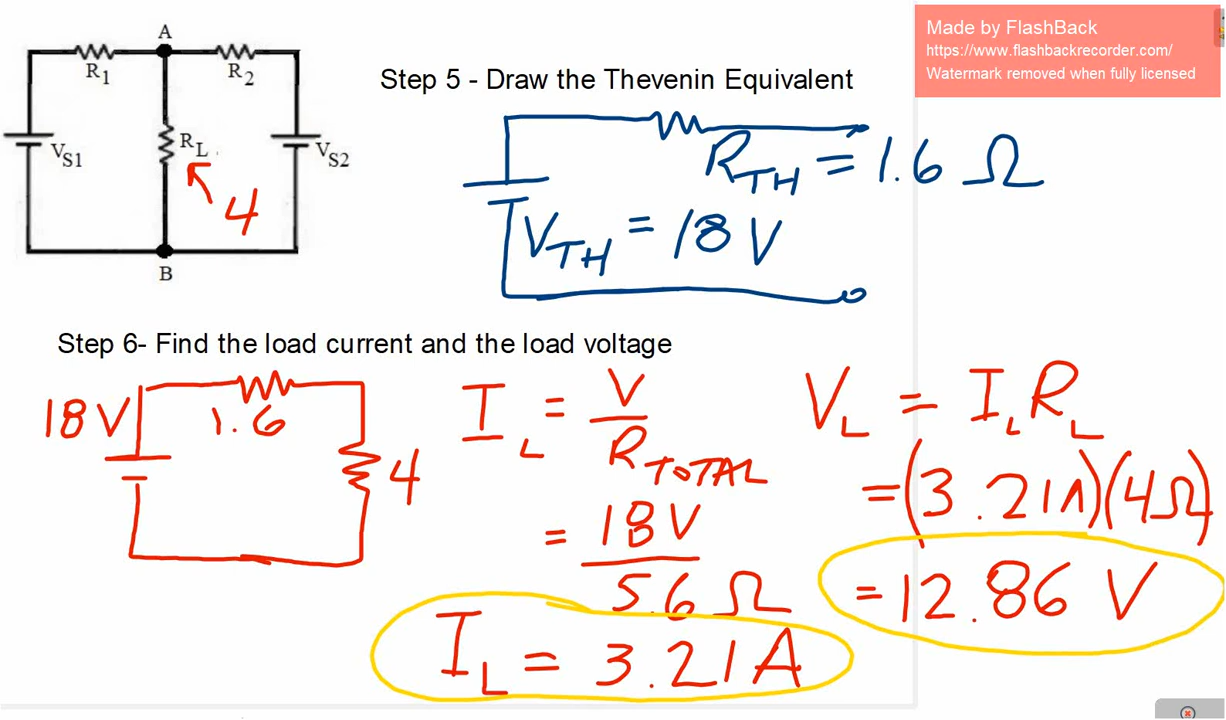 Made by FlashBack
https://www.flashbackrecorder.com/
Watermark removed when fully licensed
A
R1
R2
VS1
RL
VS2
4
B
Step 5 - Draw the Thevenin Equivalent
RTH = 1.6 Ω
VTH = 18 V
Step 6- Find the load current and the load voltage
18V
1.6
4
IL = V / RTOTAL
= 18V / 5.6 Ω
IL = 3.21A
VL = IL RL
= (3.21A)(4Ω)
= 12.86 V